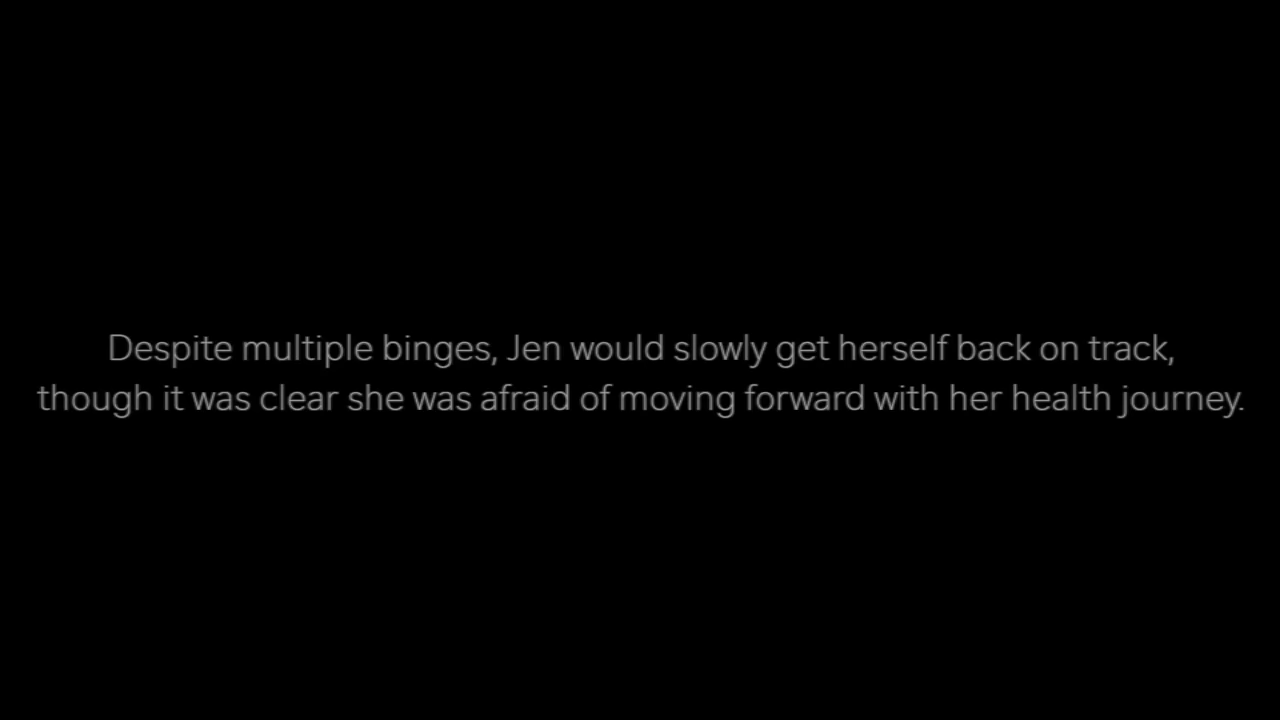 Despite multiple binges, Jen would slowly get herself back on track,
though it was clear she was afraid of moving forward with her health journey.